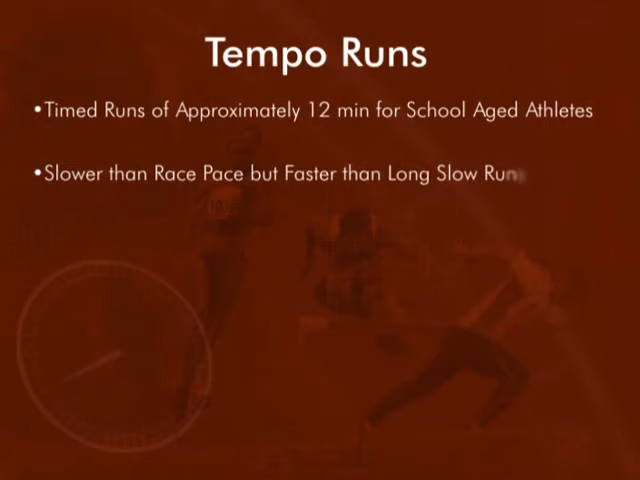 Tempo Runs
•Timed Runs of Approximately 12 min for School Aged Athletes
•Slower than Race Pace but Faster than Long Slow Runs